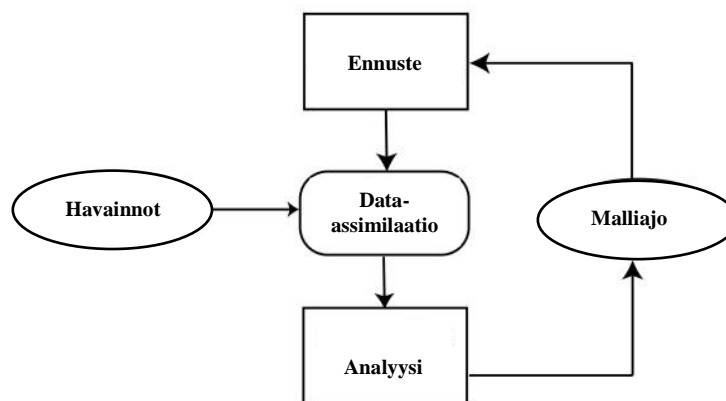 Ennuste
Havainnot
Data-
assimilaatio
Malliajo
Analyysi